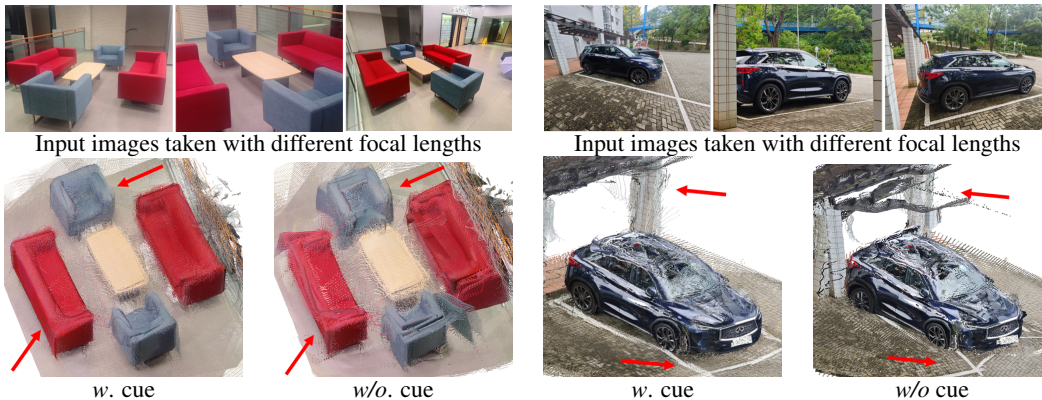 Input images taken with different focal lengths
Input images taken with different focal lengths
w. cue
w/o. cue
w. cue
w/o cue